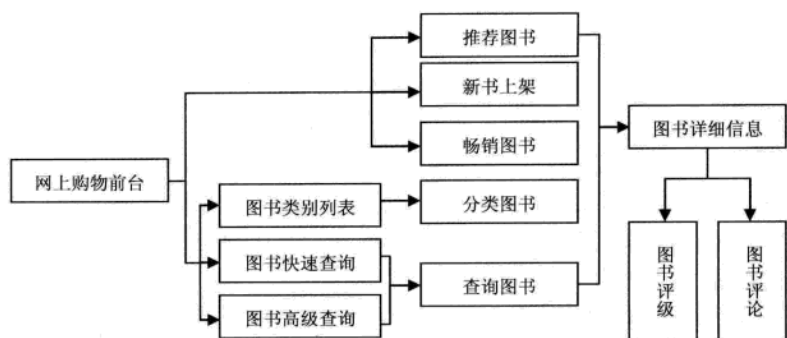 推荐图书
新书上架
图书详细信息
畅销图书
网上购物前台
图书类别列表
分类图书
图书快速查询
查询图书
图书高级查询
图书评级
图书评论